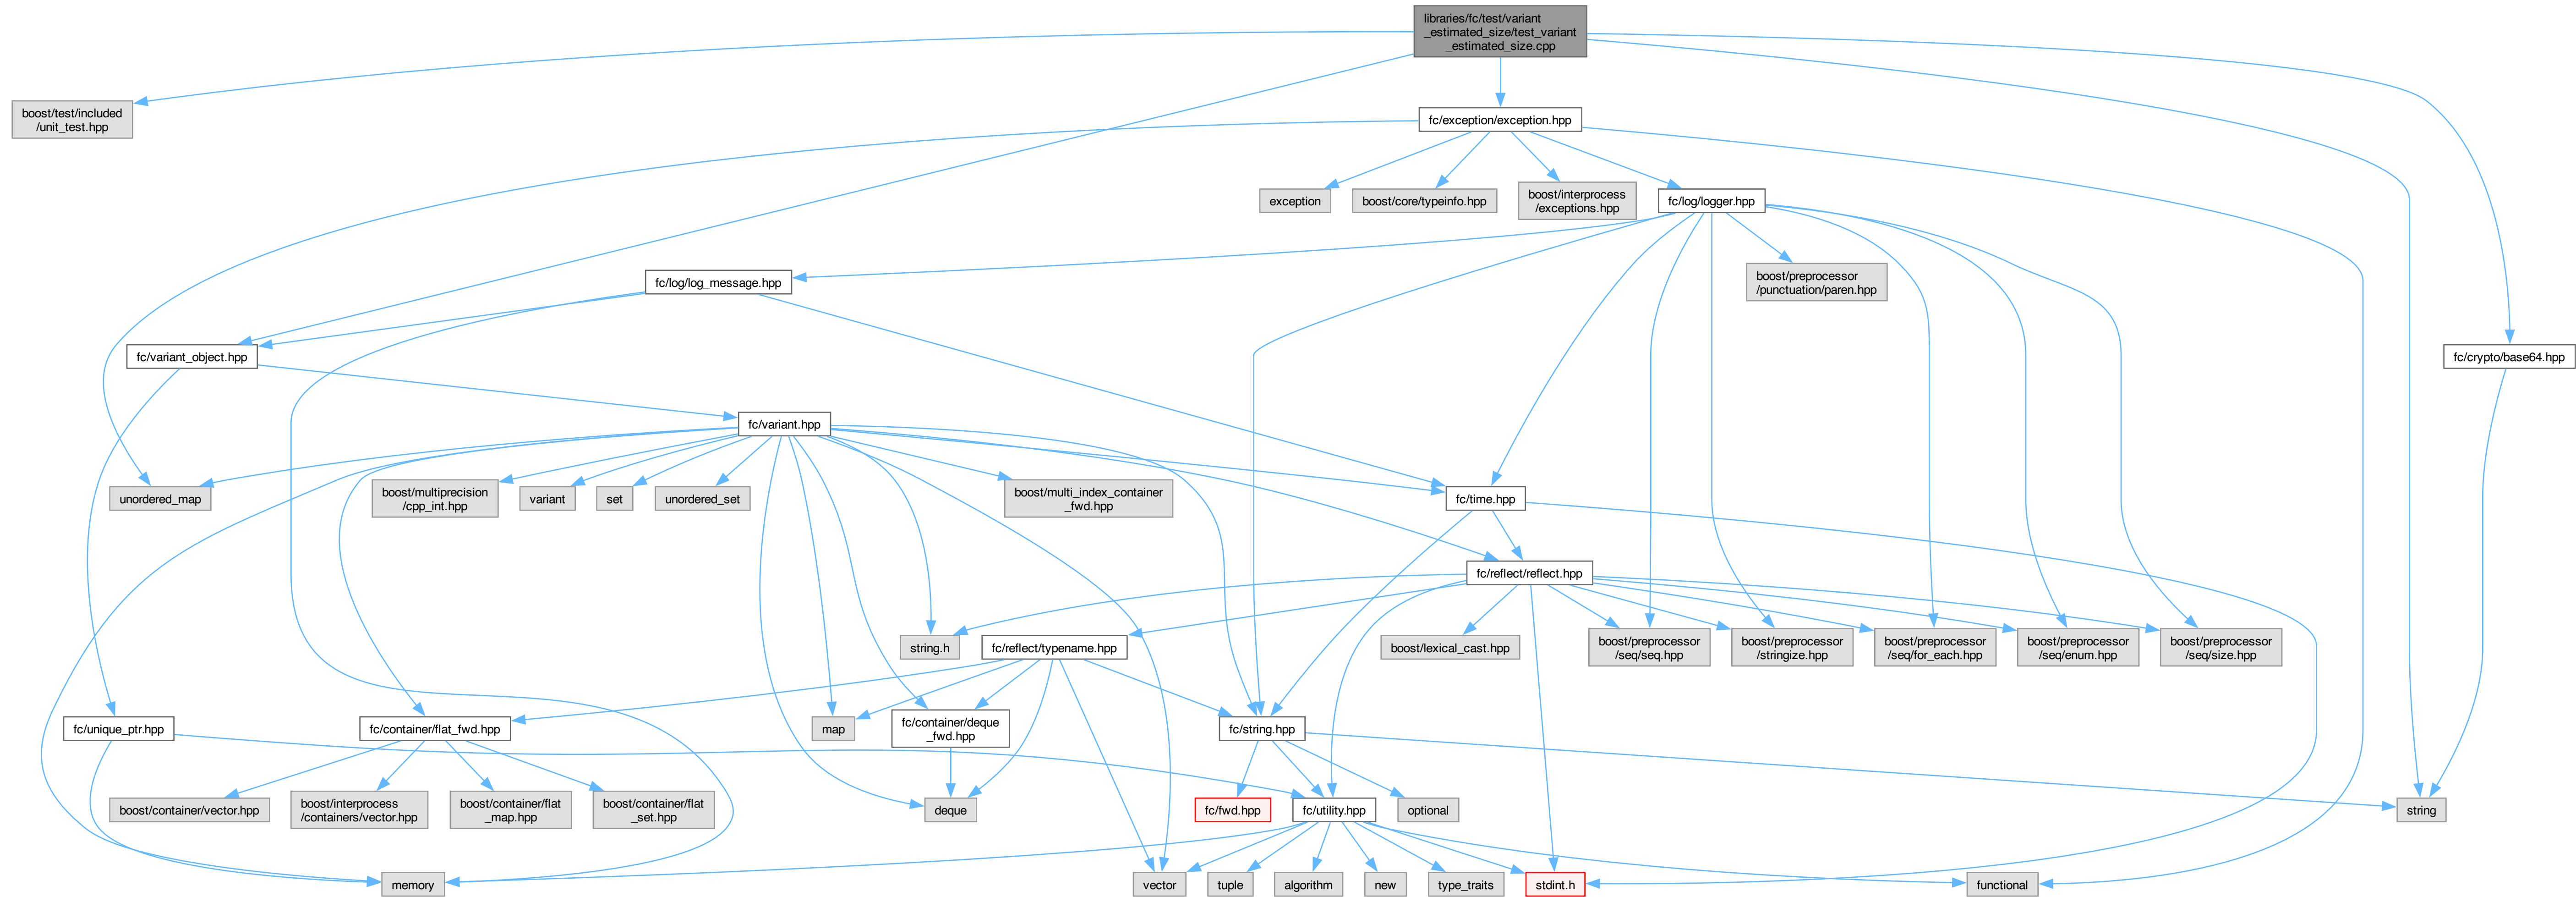 libraries/fc/test/variant
_estimated_size/test_variant
_estimated_size.cpp
boost/test/included
/unit_test.hpp
fc/exception/exception.hpp
exception
boost/core/typeinfo.hpp
boost/interprocess
/exceptions.hpp
fc/log/logger.hpp
fc/log/log_message.hpp
boost/preprocessor
/punctuation/paren.hpp
fc/variant_object.hpp
fc/crypto/base64.hpp
fc/variant.hpp
unordered_map
boost/multiprecision
/cpp_int.hpp
variant
set
unordered_set
boost/multi_index_container
_fwd.hpp
fc/time.hpp
fc/reflect/reflect.hpp
string.h
fc/reflect/typename.hpp
boost/lexical_cast.hpp
boost/preprocessor
/seq/seq.hpp
boost/preprocessor
/stringize.hpp
boost/preprocessor
/seq/for_each.hpp
boost/preprocessor
/seq/enum.hpp
boost/preprocessor
/seq/size.hpp
fc/unique_ptr.hpp
fc/container/flat_fwd.hpp
map
fc/container/deque
_fwd.hpp
fc/string.hpp
boost/container/vector.hpp
boost/interprocess
/containers/vector.hpp
boost/container/flat
_map.hpp
boost/container/flat
_set.hpp
deque
fc/fwd.hpp
fc/utility.hpp
optional
string
memory
vector
tuple
algorithm
new
type_traits
stdint.h
functional